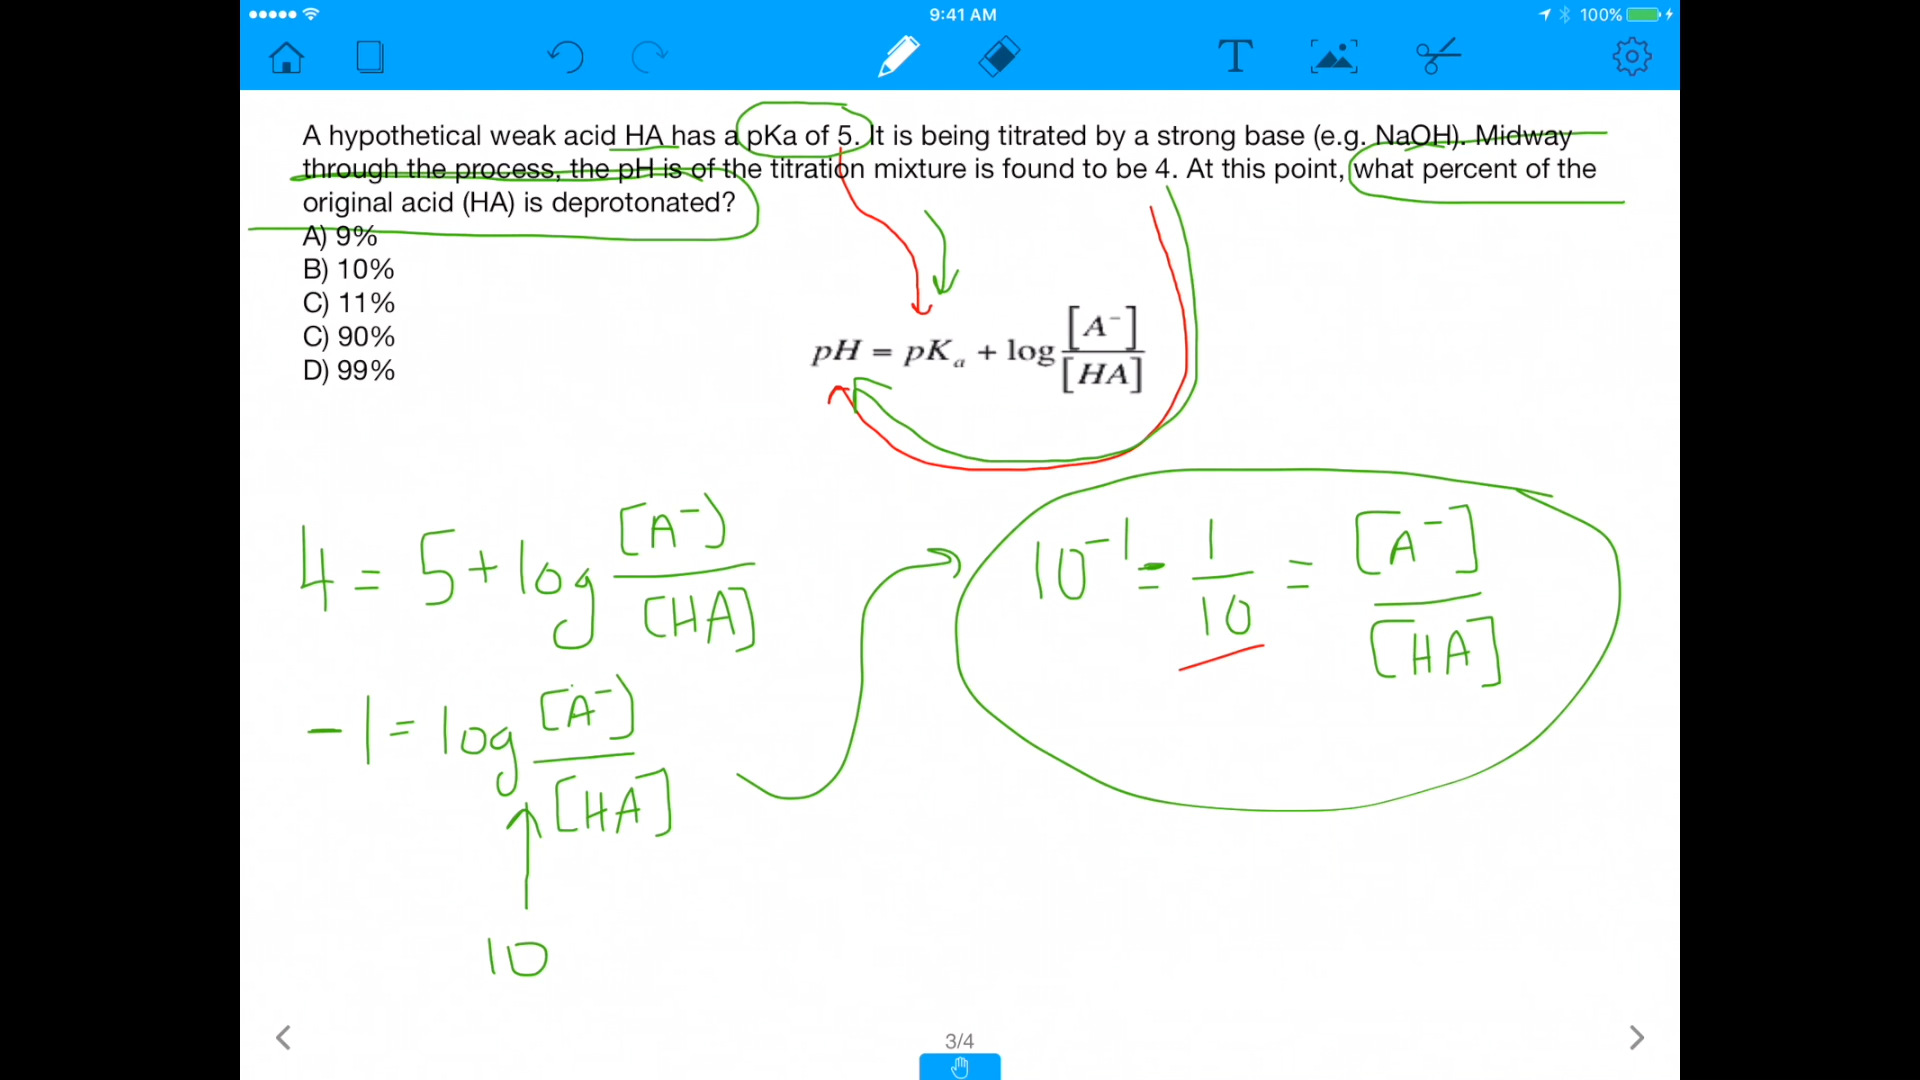 9:41 AM
100%
T
A hypothetical weak acid HA has a pKa of 5. It is being titrated by a strong base (e.g. NaOH). Midway
through the process, the pH is of the titration mixture is found to be 4. At this point, what percent of the
original acid (HA) is deprotonated?
A) 9%
B) 10%
C) 11%
C) 90%
D) 99%
pH = pKa + log [A⁻]/[HA]
4 = 5 + log [A⁻)/[HA]
-1 = log [A⁻)/[HA]
10
10⁻¹ = 1/10 = [A⁻]/[HA]
3/4